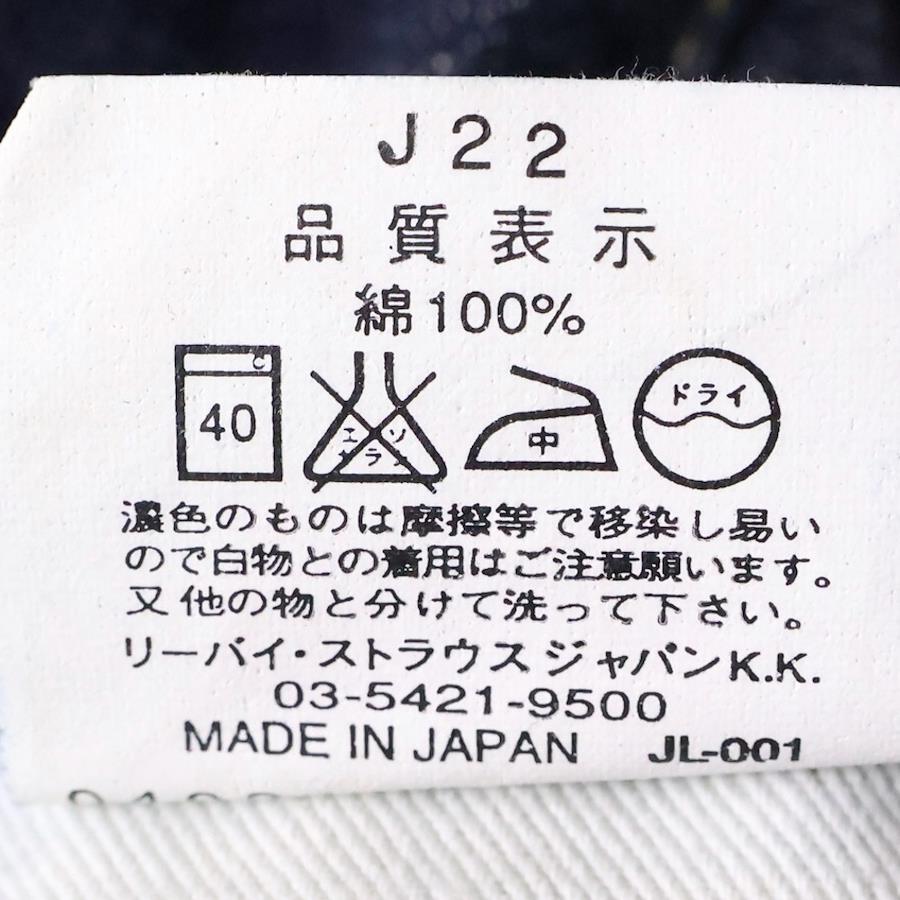 J22
品質表示
綿100%
C
40
エンソ
サラシ
中
ドライ
濃色のものは摩擦等で移染し易い
ので白物との着用はご注意願います。
又他の物と分けて洗って下さい。
リーバイ・ストラウス ジャパンK.K.
03-5421-9500
MADE IN JAPAN JL-001